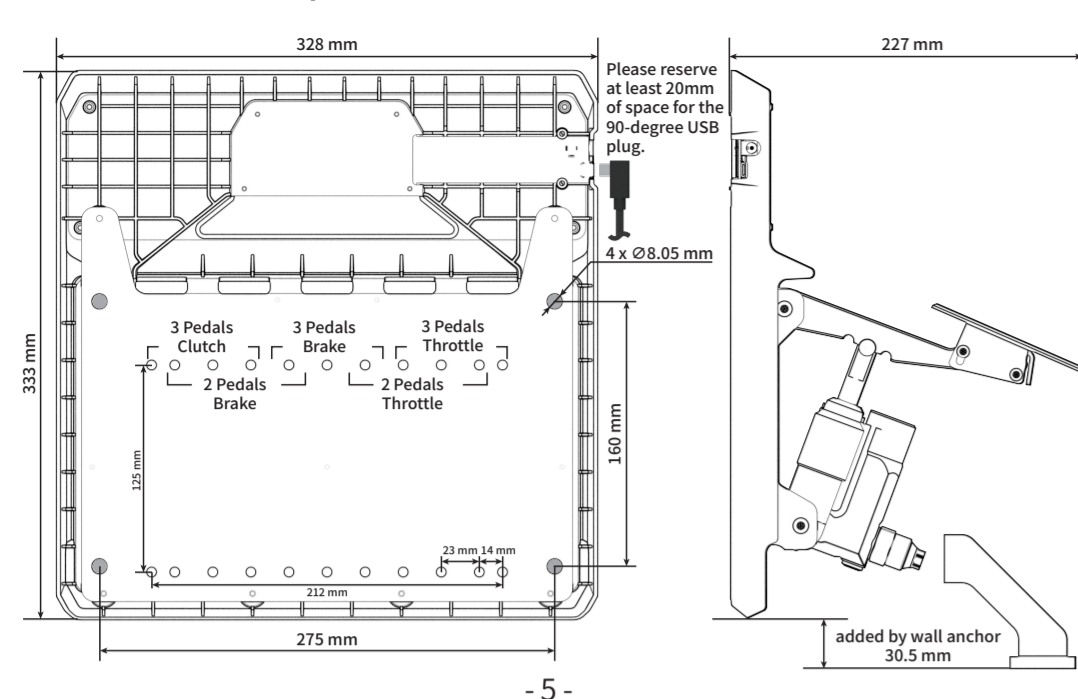 328 mm
227 mm
Please reserve
at least 20mm
of space for the
90-degree USB
plug.
4 x Ø8.05 mm
333 mm
3 Pedals
Clutch
3 Pedals
Brake
3 Pedals
Throttle
2 Pedals
Brake
2 Pedals
Throttle
125 mm
160 mm
23 mm 14 mm
212 mm
275 mm
added by wall anchor
30.5 mm
- 5 -